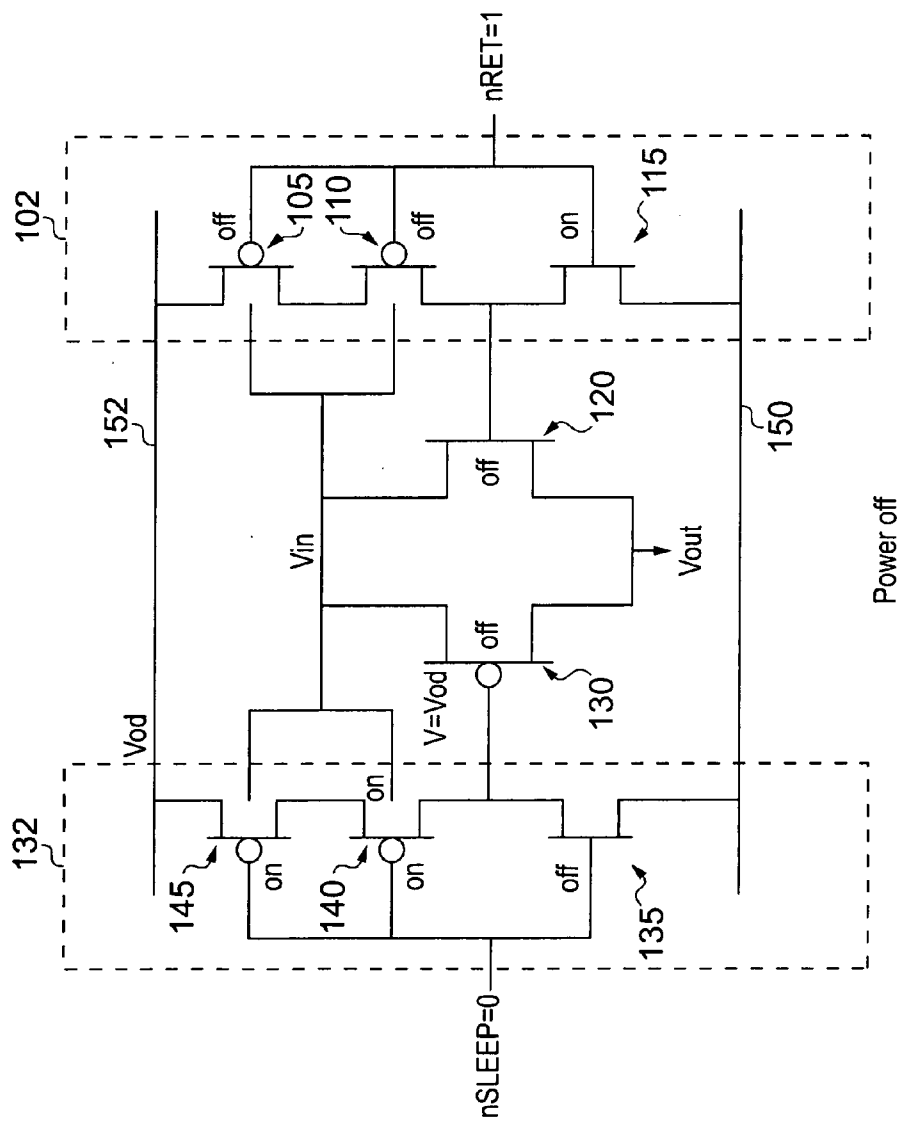 132
102
152
Vod
145
on
140
on
on
135
off
nSLEEP=0
Vin
V=Vod
off
130
off
120
Vout
off
105
110
off
on
115
nRET=1
150
Power off